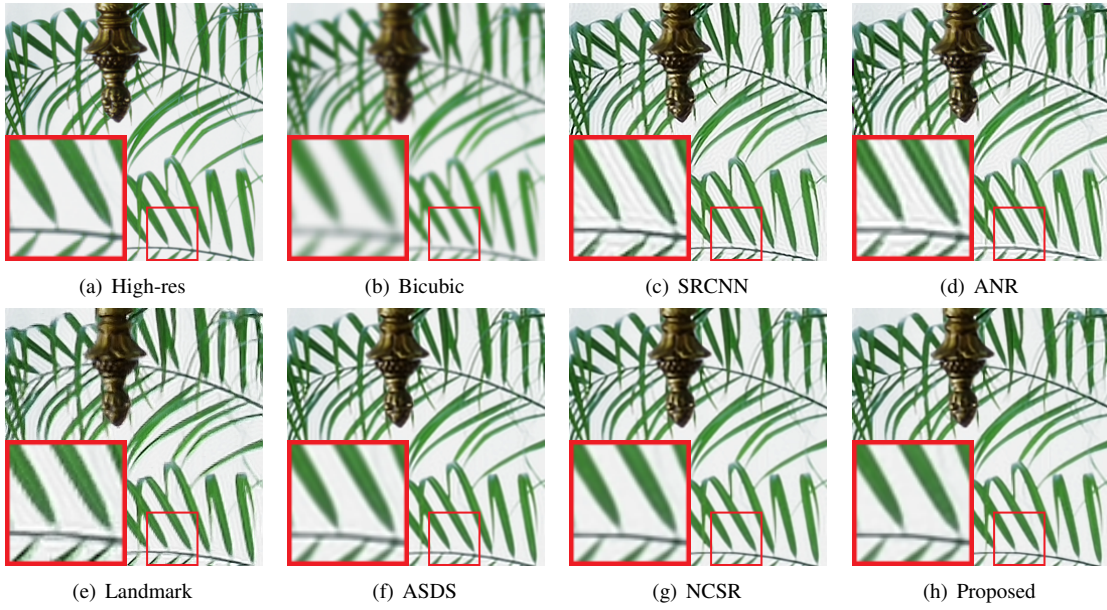 (a) High-res
(b) Bicubic
(c) SRCNN
(d) ANR
(e) Landmark
(f) ASDS
(g) NCSR
(h) Proposed